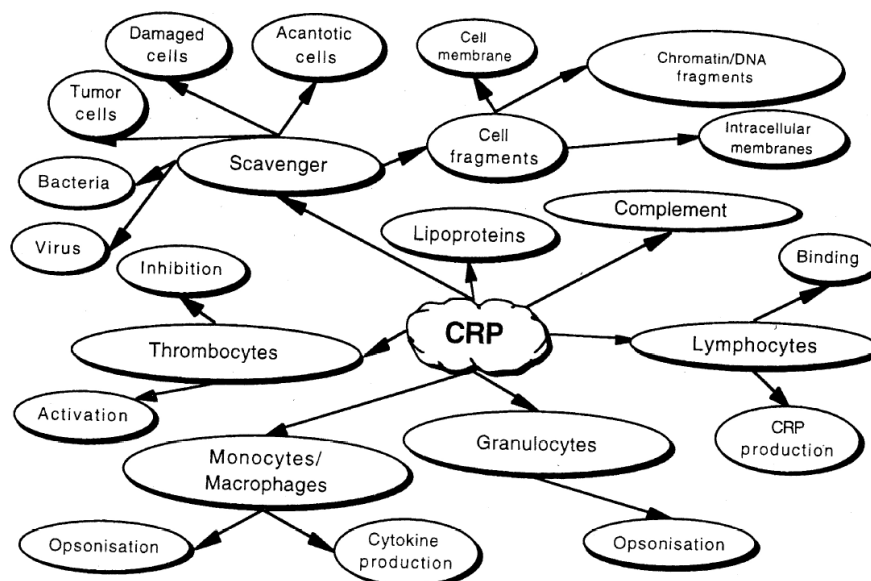 Damaged
cells
Acantotic
cells
Cell
membrane
Chromatin/DNA
fragments
Tumor
cells
Scavenger
Cell
fragments
Intracellular
membranes
Bacteria
Complement
Lipoproteins
Virus
Inhibition
Binding
CRP
Thrombocytes
Lymphocytes
Activation
Granulocytes
CRP
production
Monocytes/
Macrophages
Opsonisation
Cytokine
production
Opsonisation